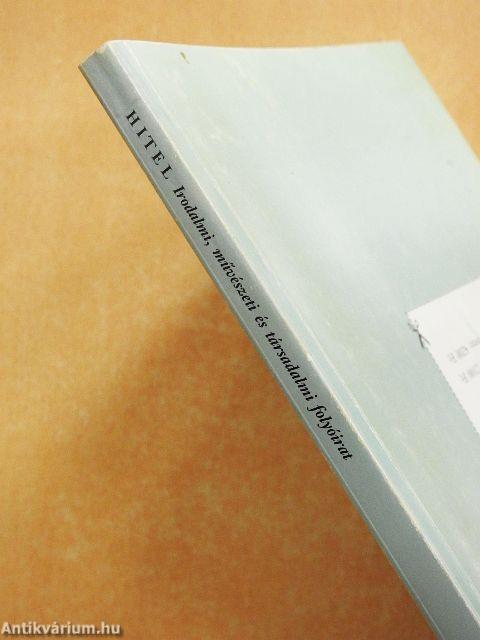 HITEL Irodalmi, művészeti és társadalmi folyóirat
Antikvárium.hu